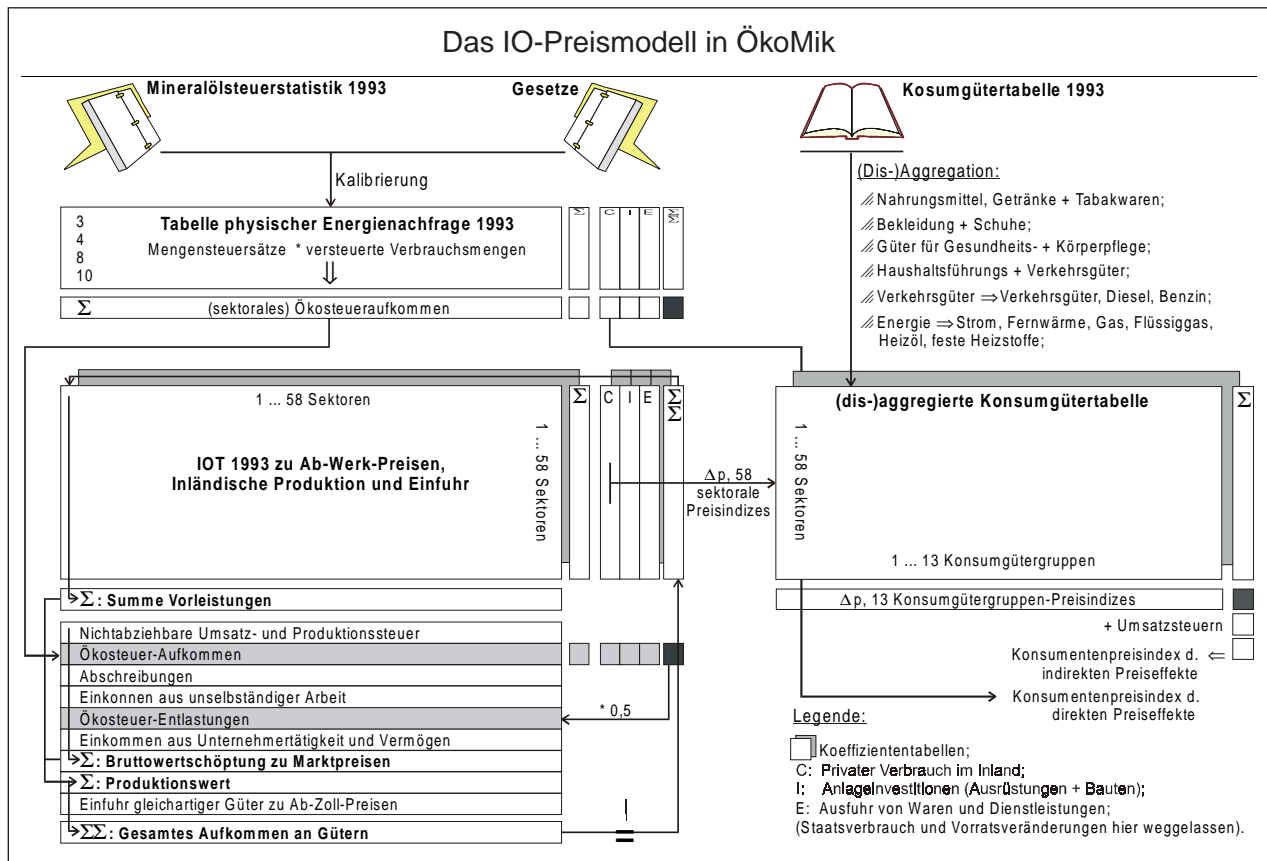 Das IO-Preismodell in ÖkoMik
Mineralölsteuerstatistik 1993
Gesetze
Kosumgütertabelle 1993
Kalibrierung
(Dis-)Aggregation:
Nahrungsmittel, Getränke + Tabakwaren;
Bekleidung + Schuhe;
Güter für Gesundheits- + Körperpflege;
Haushaltsführungs + Verkehrsgüter;
Verkehrsgüter ⇒ Verkehrsgüter, Diesel, Benzin;
Energie ⇒ Strom, Fernwärme, Gas, Flüssiggas,
Heizöl, feste Heizstoffe;
3
4
8
10
Tabelle physischer Energienachfrage 1993
Mengensteuersätze * versteuerte Verbrauchsmengen
Σ
C I E
ΣΣ
Σ (sektorales) Ökosteueraufkommen
1 ... 58 Sektoren
1 ... 58 Sektoren
IOT 1993 zu Ab-Werk-Preisen,
Inländische Produktion und Einfuhr
Σ
C I E
ΣΣ
Δp, 58
sektorale
Preisindizes
(dis-)aggregierte Konsumgütertabelle
Σ
1 ... 58 Sektoren
1 ... 13 Konsumgütergruppen
Δp, 13 Konsumgütergruppen-Preisindizes
+ Umsatzsteuern
Konsumentenpreisindex d. ⇐
indirekten Preiseffekte
Konsumentenpreisindex d.
direkten Preiseffekte
Σ: Summe Vorleistungen
Nichtabziehbare Umsatz- und Produktionssteuer
Ökosteuer-Aufkommen
Abschreibungen
Einkonnen aus unselbständiger Arbeit
Ökosteuer-Entlastungen
* 0,5
Einkommen aus Unternehmertätigkeit und Vermögen
Σ: Bruttowertschöptung zu Marktpreisen
Σ: Produktionswert
Einfuhr gleichartiger Güter zu Ab-Zoll-Preisen
ΣΣ: Gesamtes Aufkommen an Gütern
=
Legende:
Koeffiziententabellen;
C: Privater Verbrauch im Inland;
I: Anlageinvestitionen (Ausrüstungen + Bauten);
E: Ausfuhr von Waren und Dienstleistungen;
(Staatsverbrauch und Vorratsveränderungen hier weggelassen).